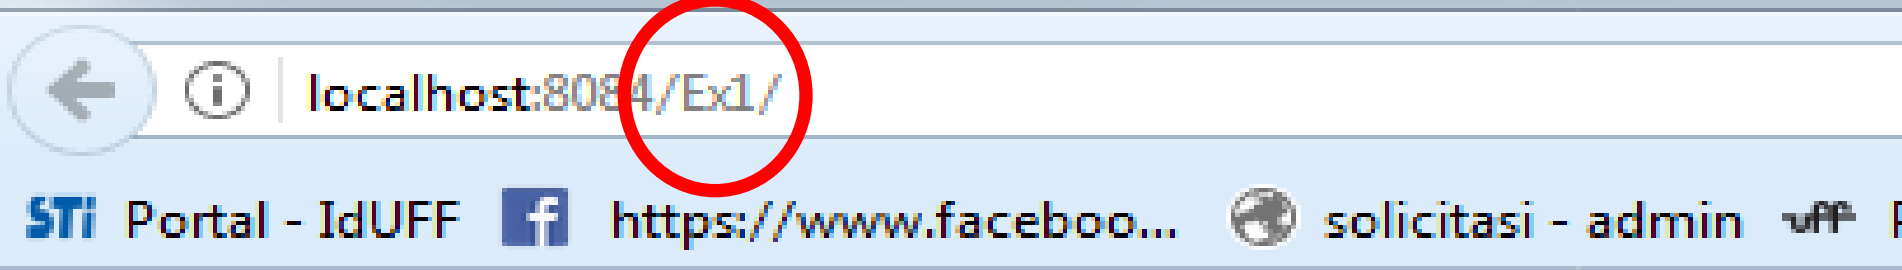 localhost:8084/Ex1/
STi Portal - IdUFF f https://www.faceboo... solicitasi - admin uff